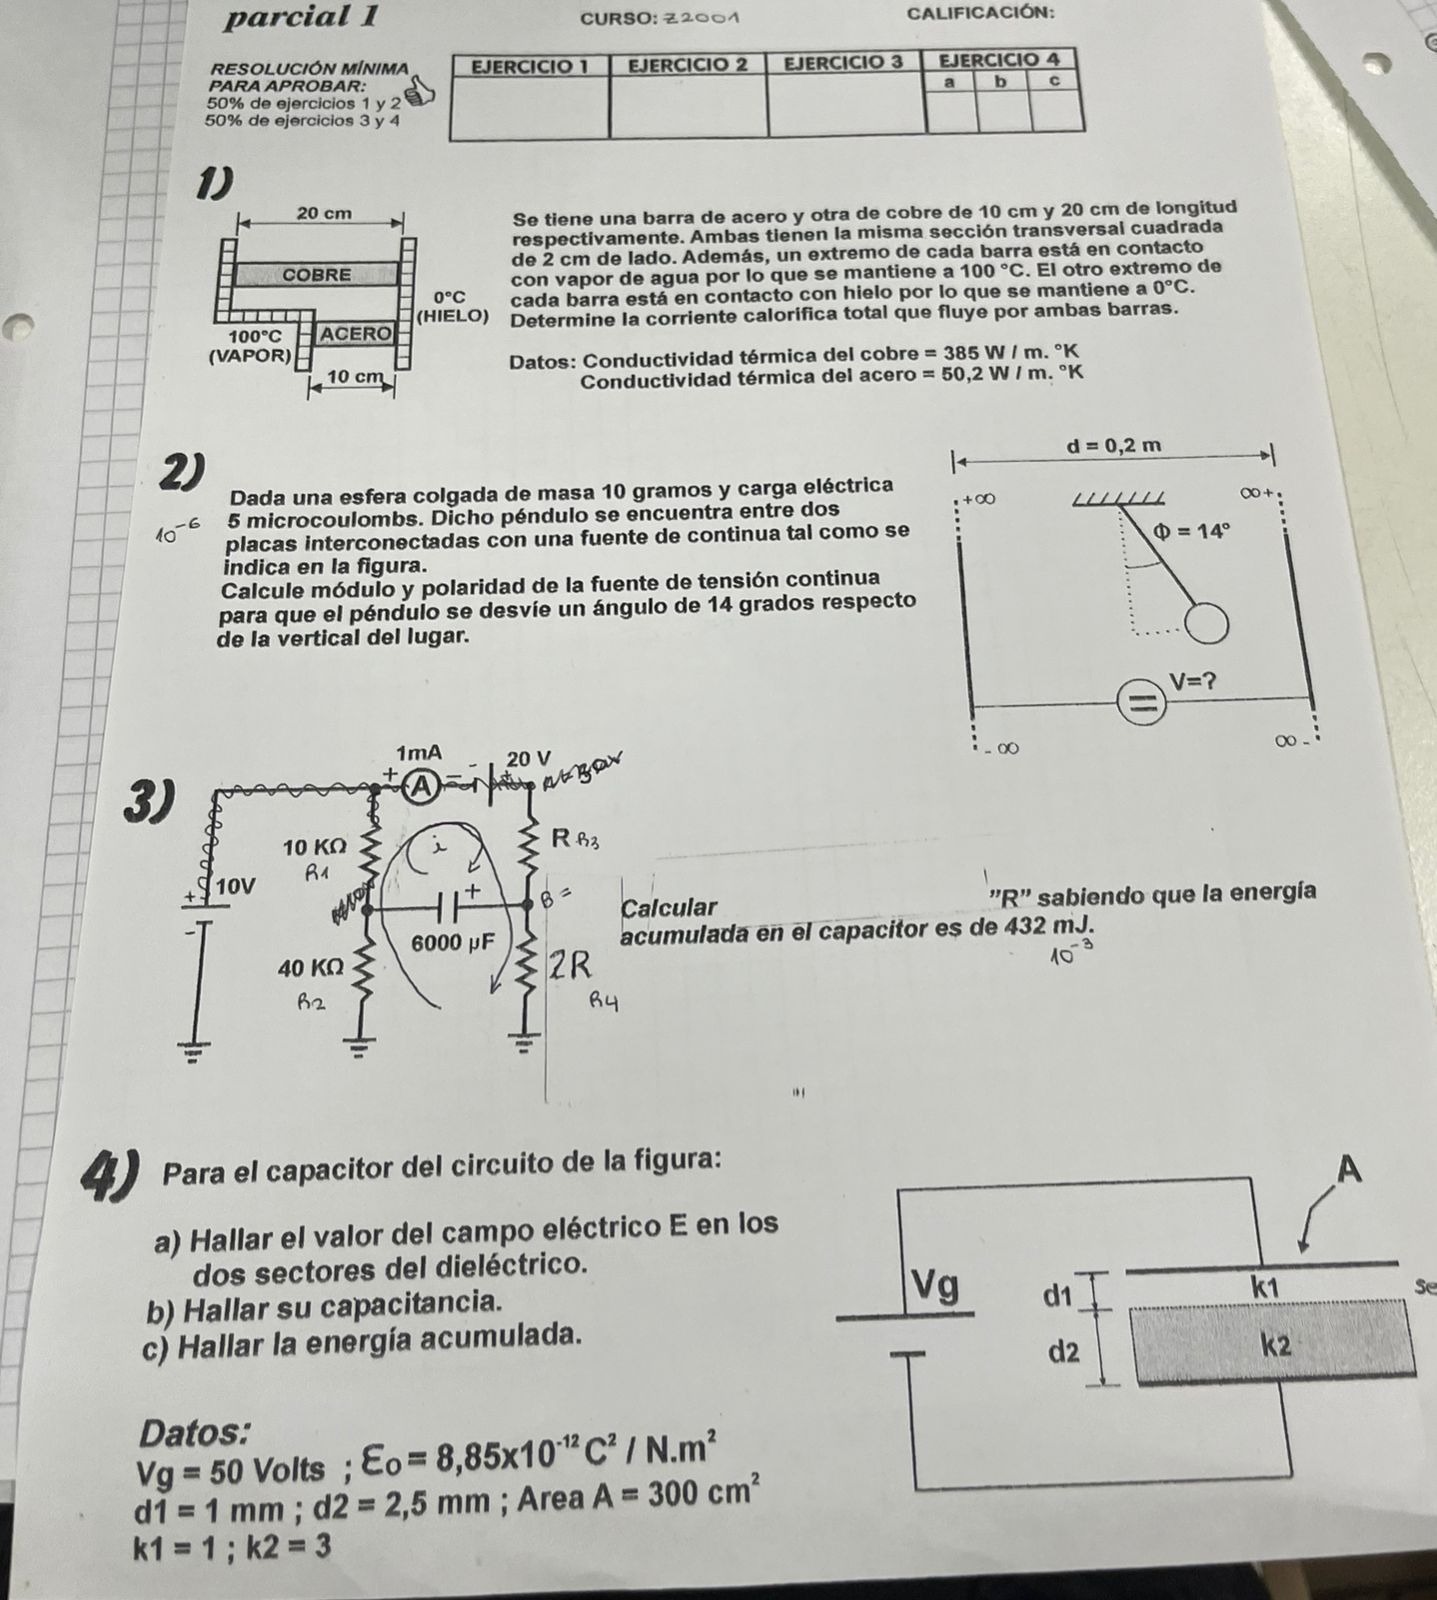 parcial 1
CURSO: Z2001
CALIFICACIÓN:
RESOLUCIÓN MÍNIMA
PARA APROBAR:
50% de ejercicios 1 y 2
50% de ejercicios 3 y 4
EJERCICIO 1 EJERCICIO 2 EJERCICIO 3 EJERCICIO 4
a b c
1)
20 cm
COBRE
0°C
(HIELO)
100°C
(VAPOR)
ACERO
10 cm
Se tiene una barra de acero y otra de cobre de 10 cm y 20 cm de longitud
respectivamente. Ambas tienen la misma sección transversal cuadrada
de 2 cm de lado. Además, un extremo de cada barra está en contacto
con vapor de agua por lo que se mantiene a 100 °C. El otro extremo de
cada barra está en contacto con hielo por lo que se mantiene a 0°C.
Determine la corriente calorifica total que fluye por ambas barras.
Datos: Conductividad térmica del cobre = 385 W / m. °K
Conductividad térmica del acero = 50,2 W / m. °K
2)
10⁻⁶
Dada una esfera colgada de masa 10 gramos y carga eléctrica
5 microcoulombs. Dicho péndulo se encuentra entre dos
placas interconectadas con una fuente de continua tal como se
indica en la figura.
Calcule módulo y polaridad de la fuente de tensión continua
para que el péndulo se desvíe un ángulo de 14 grados respecto
de la vertical del lugar.
d = 0,2 m
+∞
∞+
Φ = 14°
V=?
-∞
∞-
3)
1mA
20 V
+ A - - +
10 KΩ
R1
i
R R3
+ 10V
-
+
B =
6000 µF
40 KΩ
R2
2R
R4
Calcular "R" sabiendo que la energía
acumulada en el capacitor es de 432 mJ.
10⁻³
4)
Para el capacitor del circuito de la figura:
a) Hallar el valor del campo eléctrico E en los
dos sectores del dieléctrico.
b) Hallar su capacitancia.
c) Hallar la energía acumulada.
A
Vg
d1
k1
d2
k2
Se
Datos:
Vg = 50 Volts ; Ɛo = 8,85x10⁻¹² C² / N.m²
d1 = 1 mm ; d2 = 2,5 mm ; Area A = 300 cm²
k1 = 1 ; k2 = 3